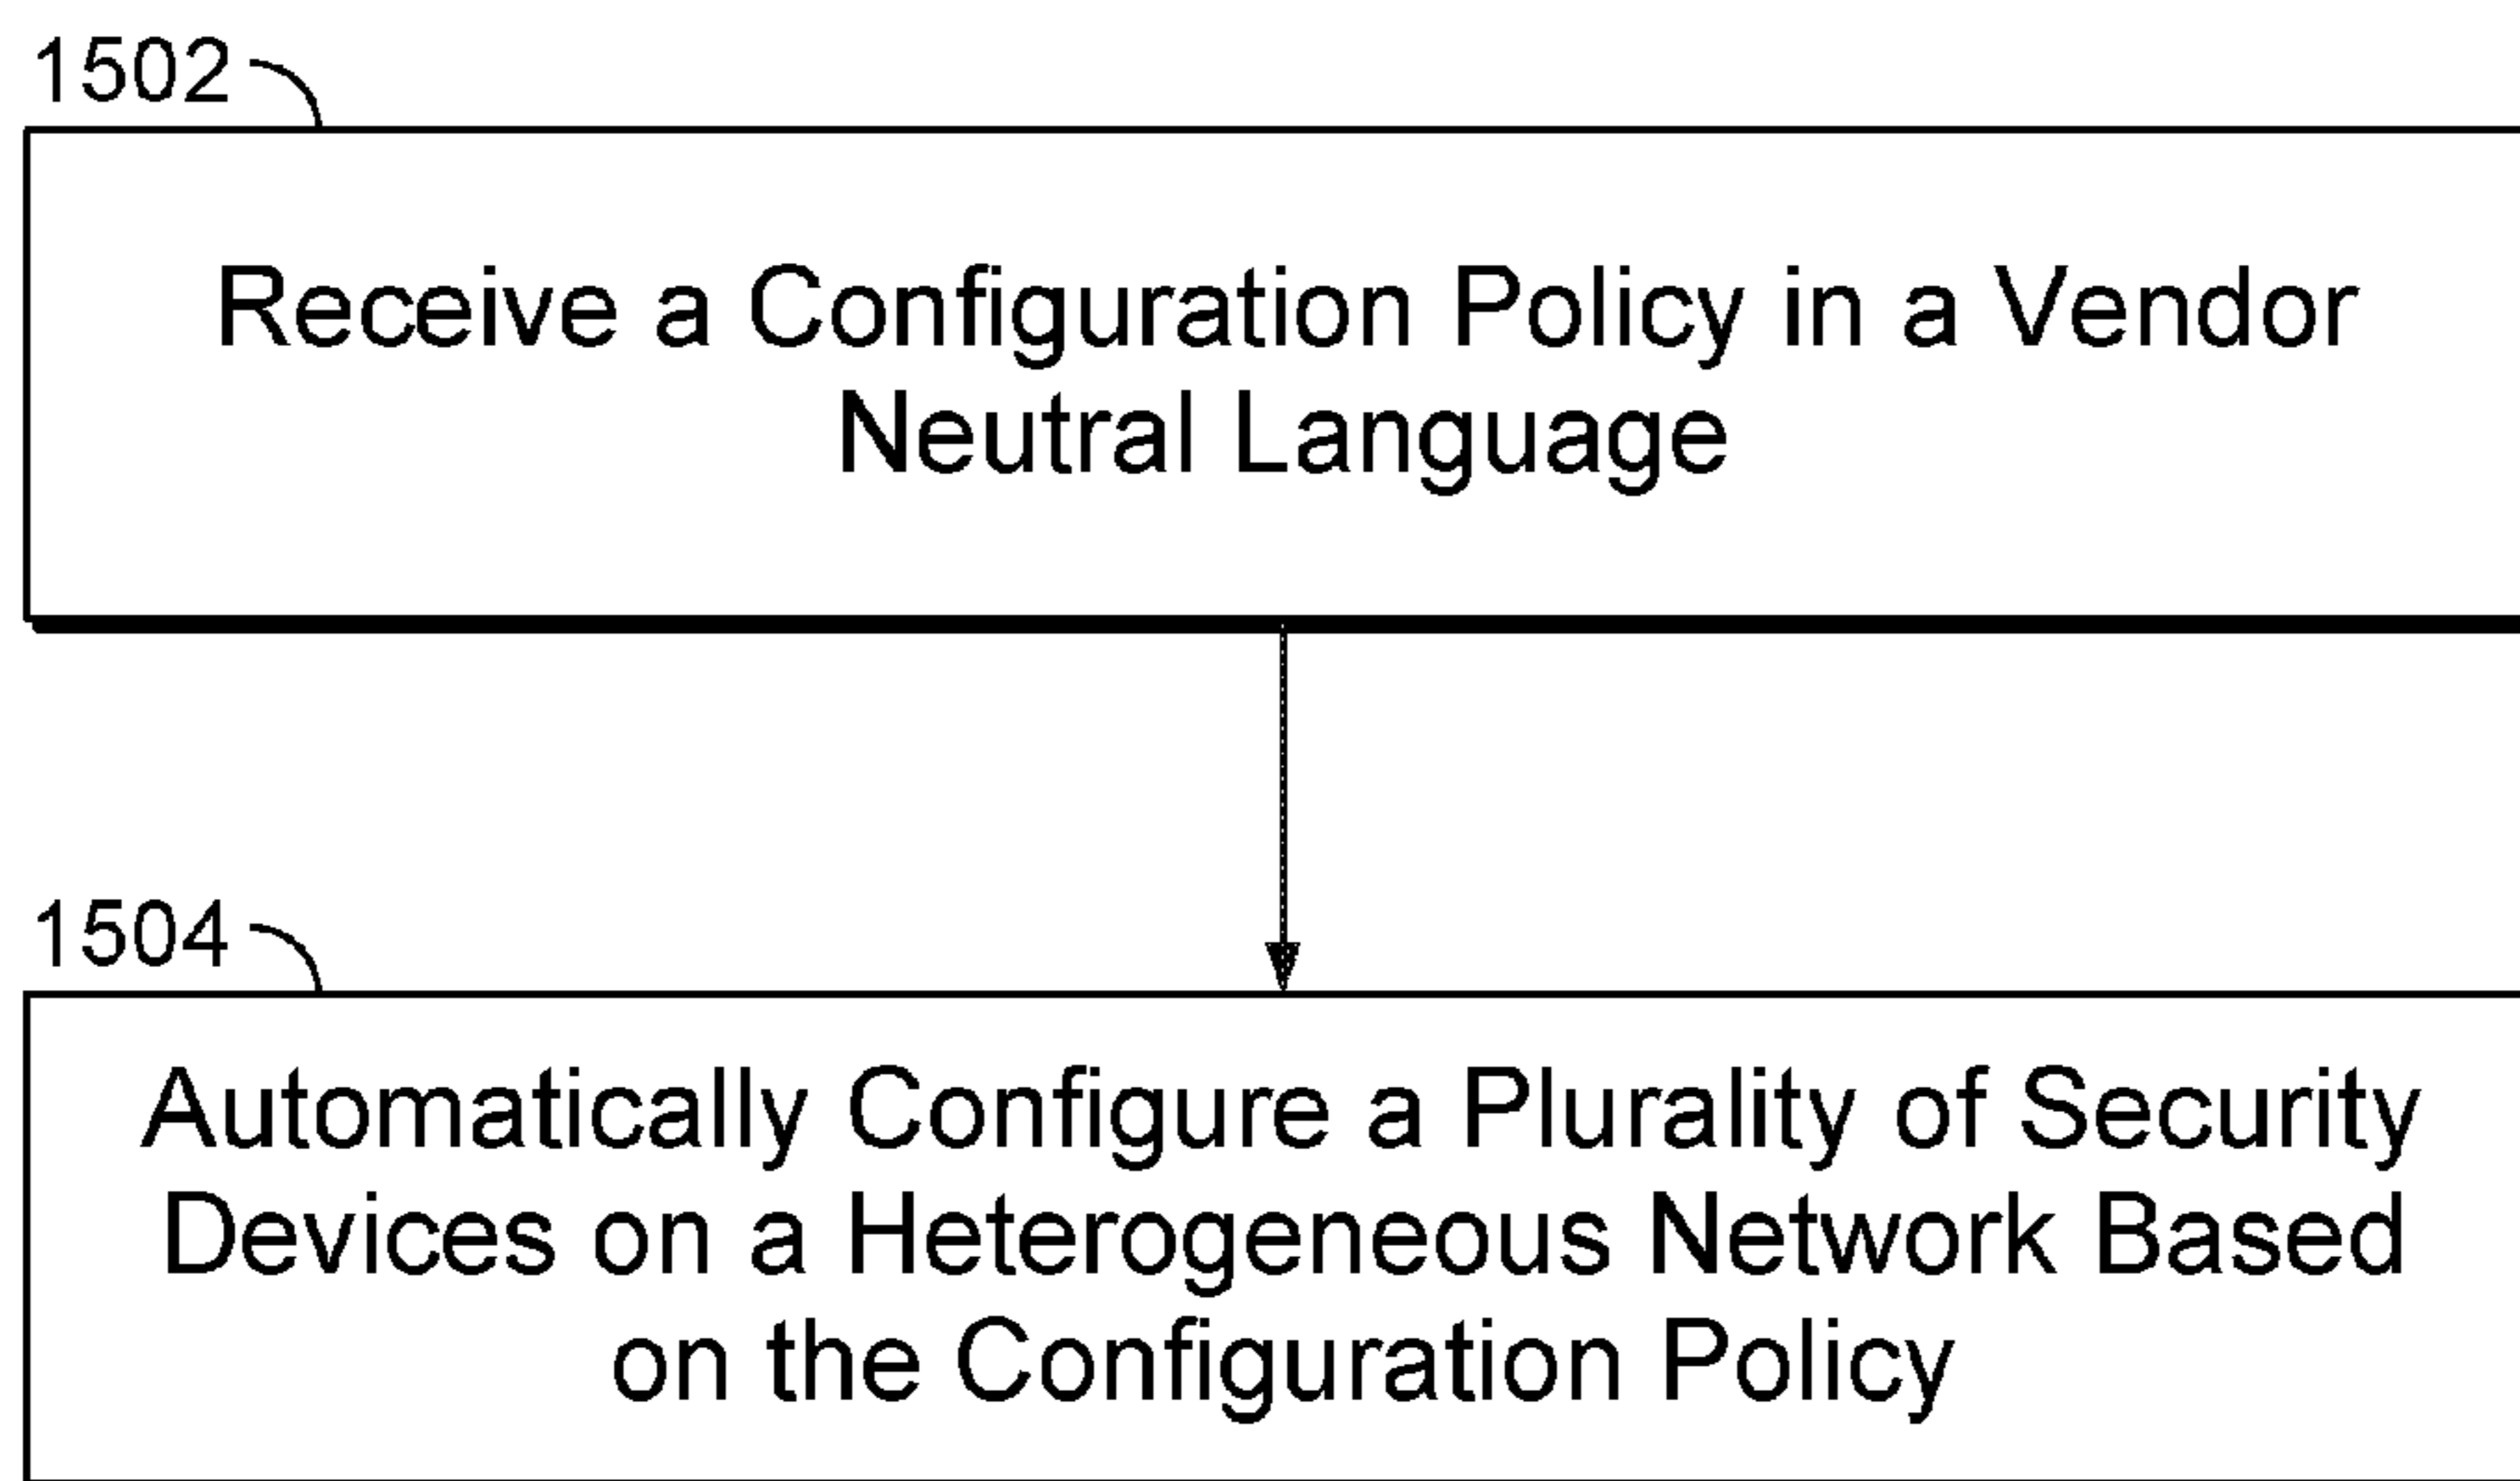 1502
Receive a Configuration Policy in a Vendor
Neutral Language
1504
Automatically Configure a Plurality of Security
Devices on a Heterogeneous Network Based
on the Configuration Policy